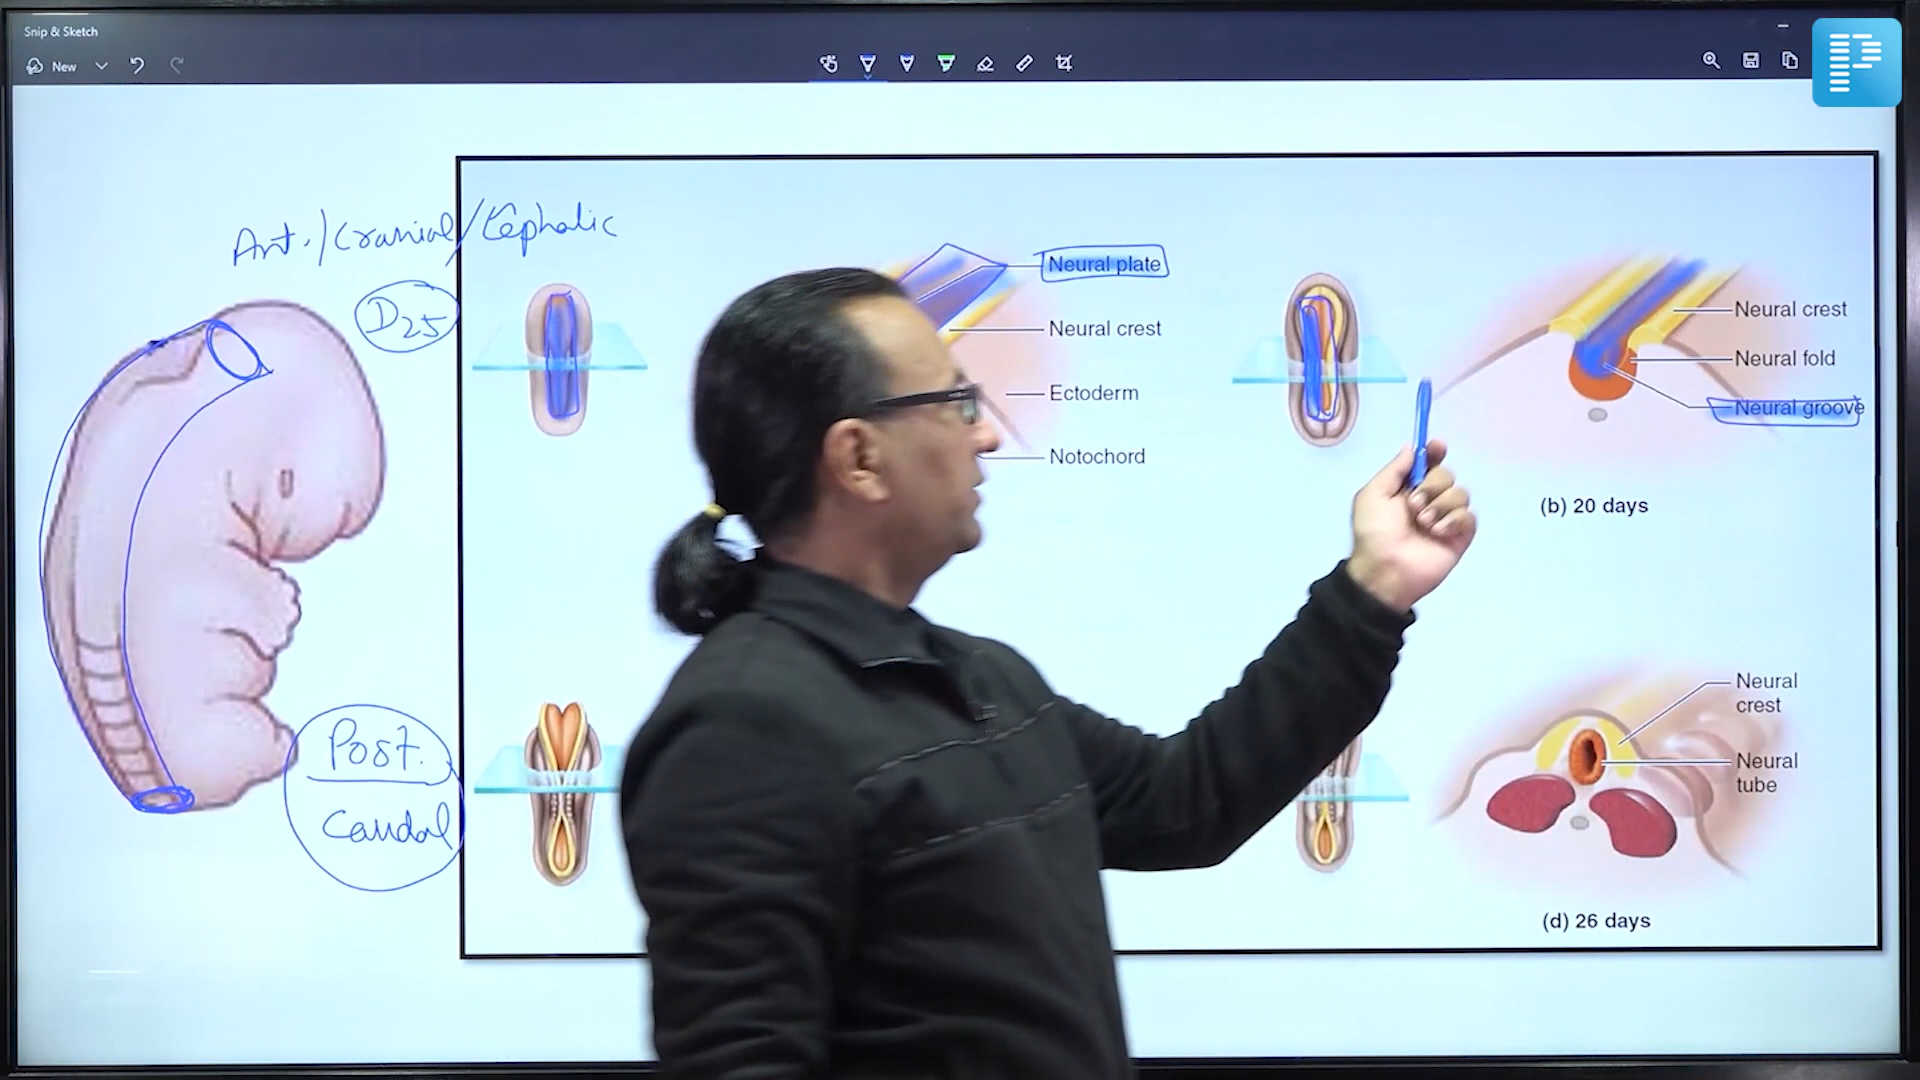 Snip & Sketch
New
Ant./Cranial/Cephalic
D25
Post.
Caudal
Neural plate
Neural crest
Ectoderm
Notochord
Neural crest
Neural fold
Neural groove
(b) 20 days
Neural
crest
Neural
tube
(d) 26 days